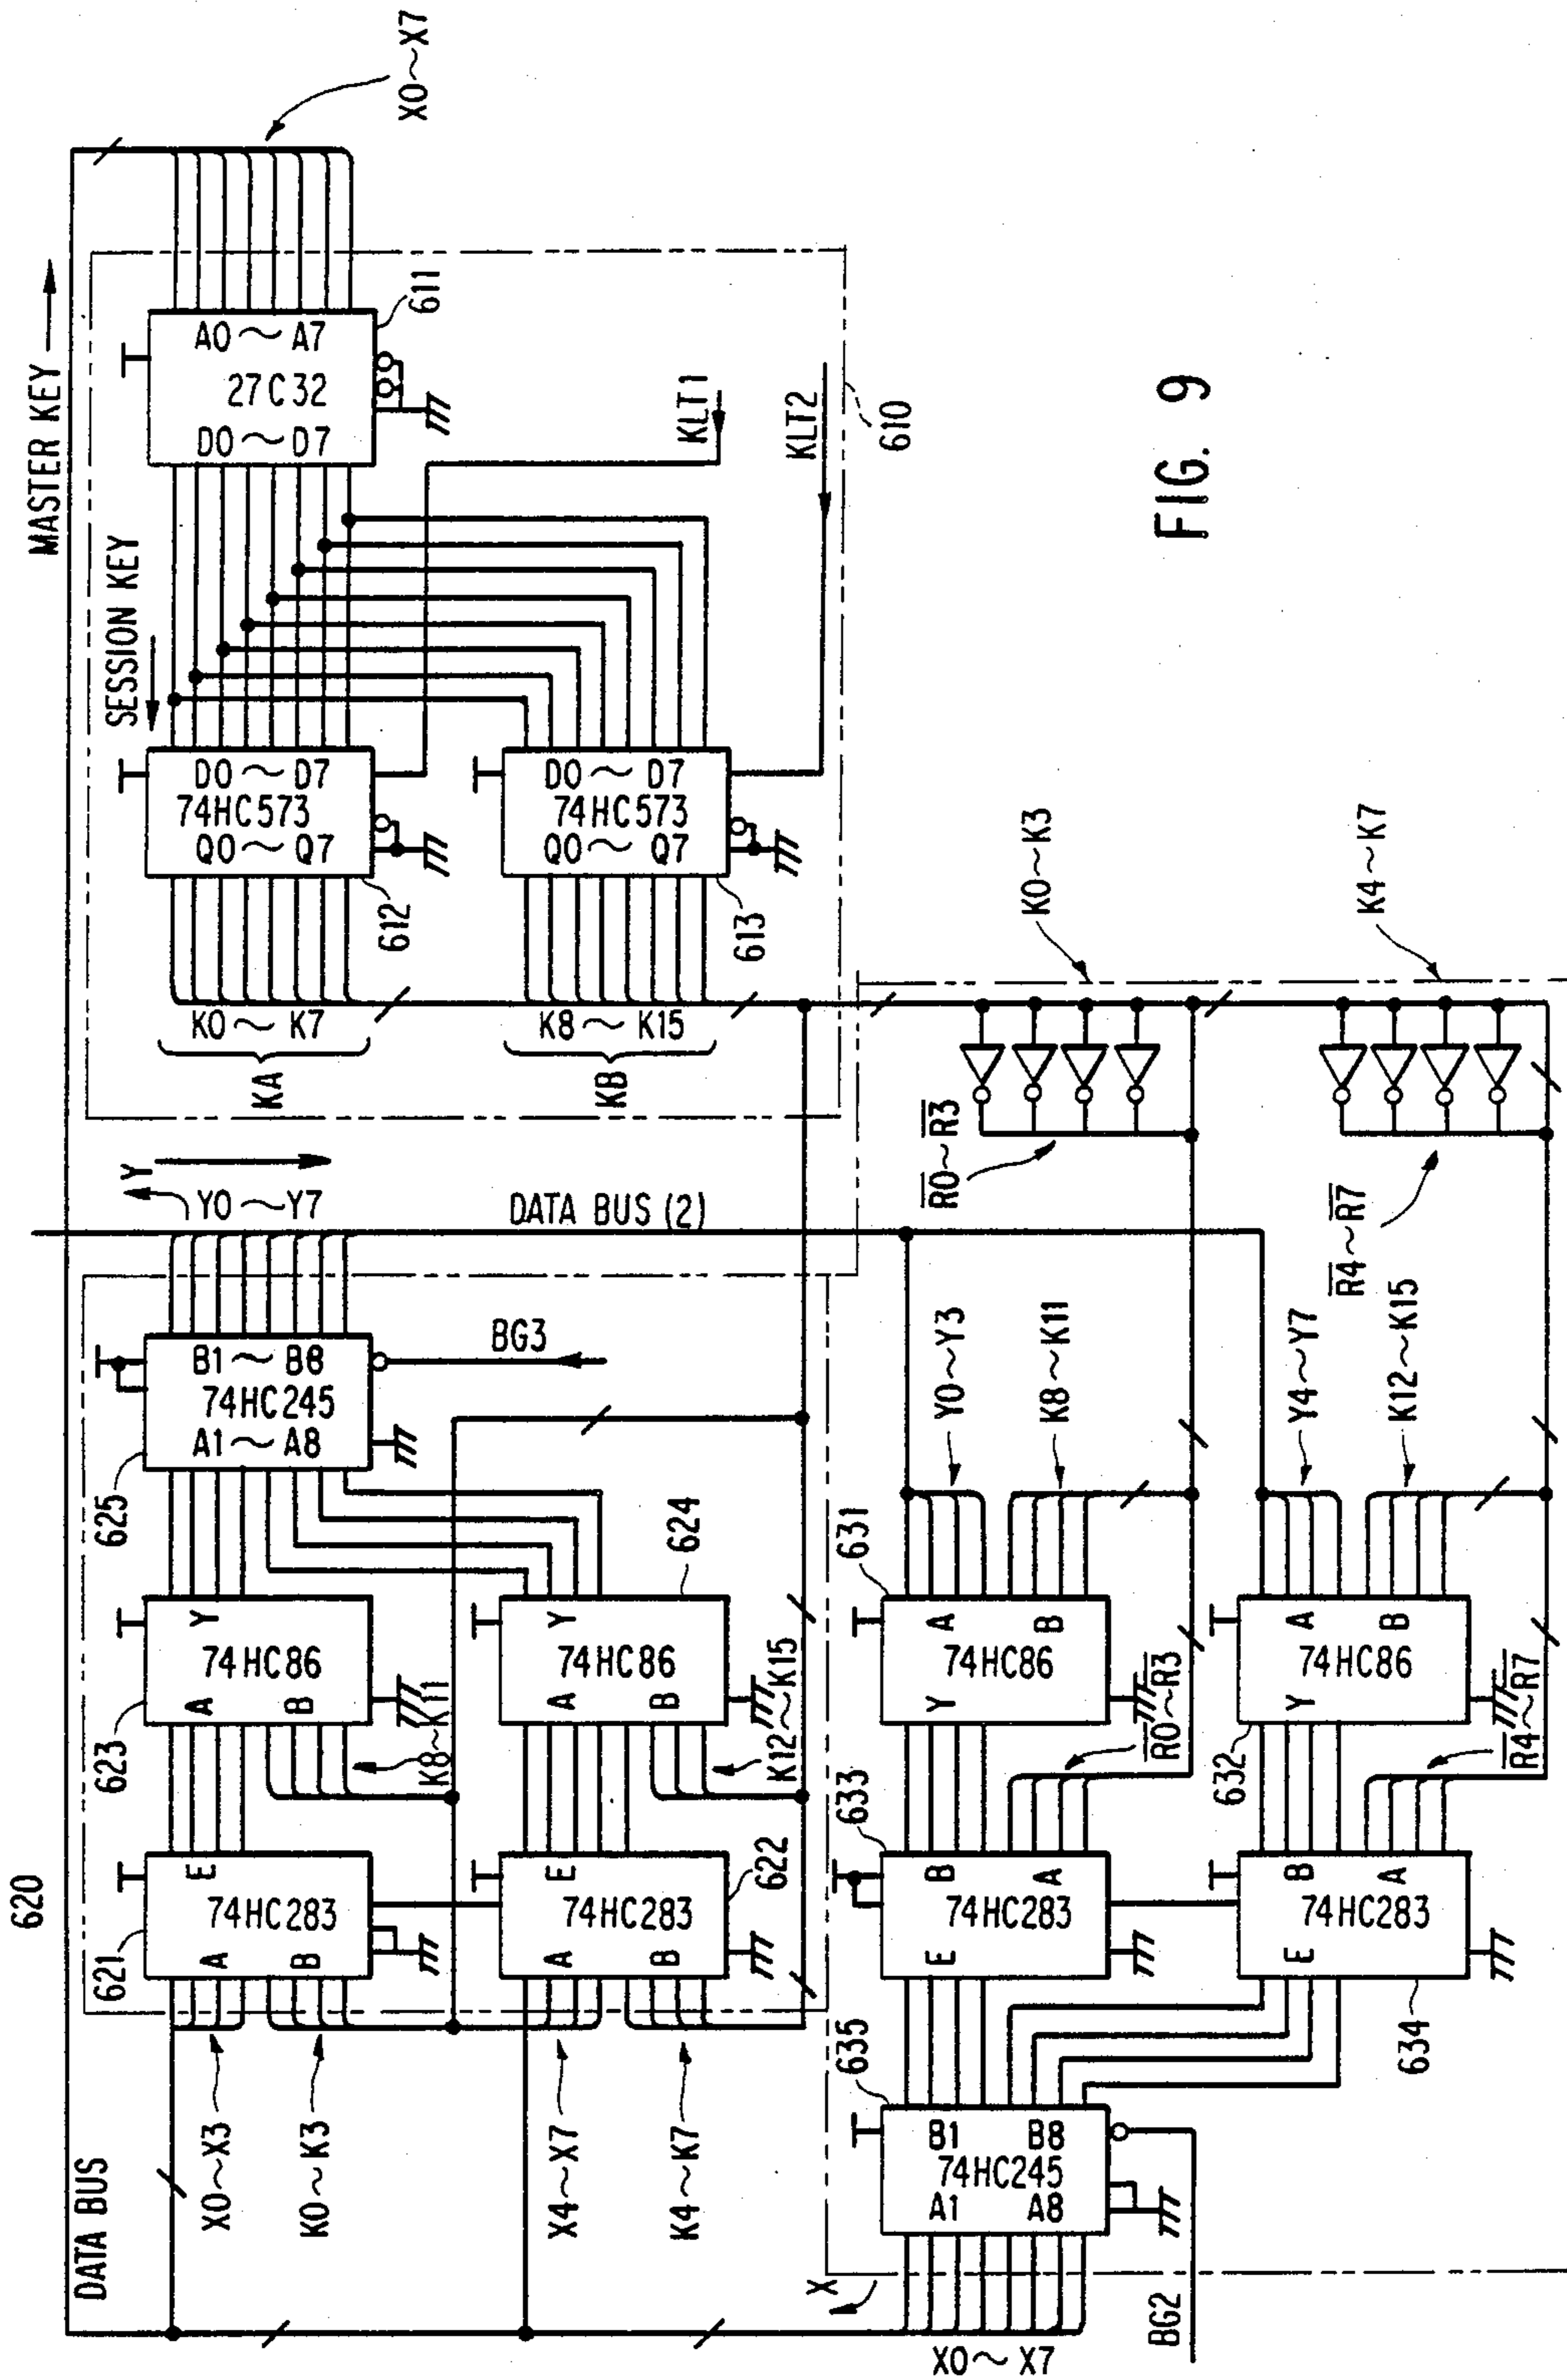 620
DATA BUS
MASTER KEY
X0~X7
SESSION KEY
621
74HC283
A
B
E
X0~X3
K0~K3
623
74HC86
A
B
Y
K8~K11
625
B1~B8
74HC245
A1~A8
BG3
Y
Y0~Y7
DATA BUS (2)
K0~K7
KA
K8~K15
KB
D0~D7
74HC573
Q0~Q7
612
D0~D7
74HC573
Q0~Q7
613
A0~A7
27C32
D0~D7
611
KLT1
KLT2
610
X4~X7
K4~K7
74HC283
A
B
E
622
74HC86
A
B
Y
624
K12~K15
X
X0~X7
BG2
635
B1 B8
74HC245
A1 A8
633
B
A
74HC283
E
R0~R3
631
A
B
74HC86
Y
Y0~Y3
K8~K11
R0~R3
K0~K3
634
B
A
74HC283
E
R4~R7
632
A
B
74HC86
Y
Y4~Y7
K12~K15
R4~R7
K4~K7
FIG. 9